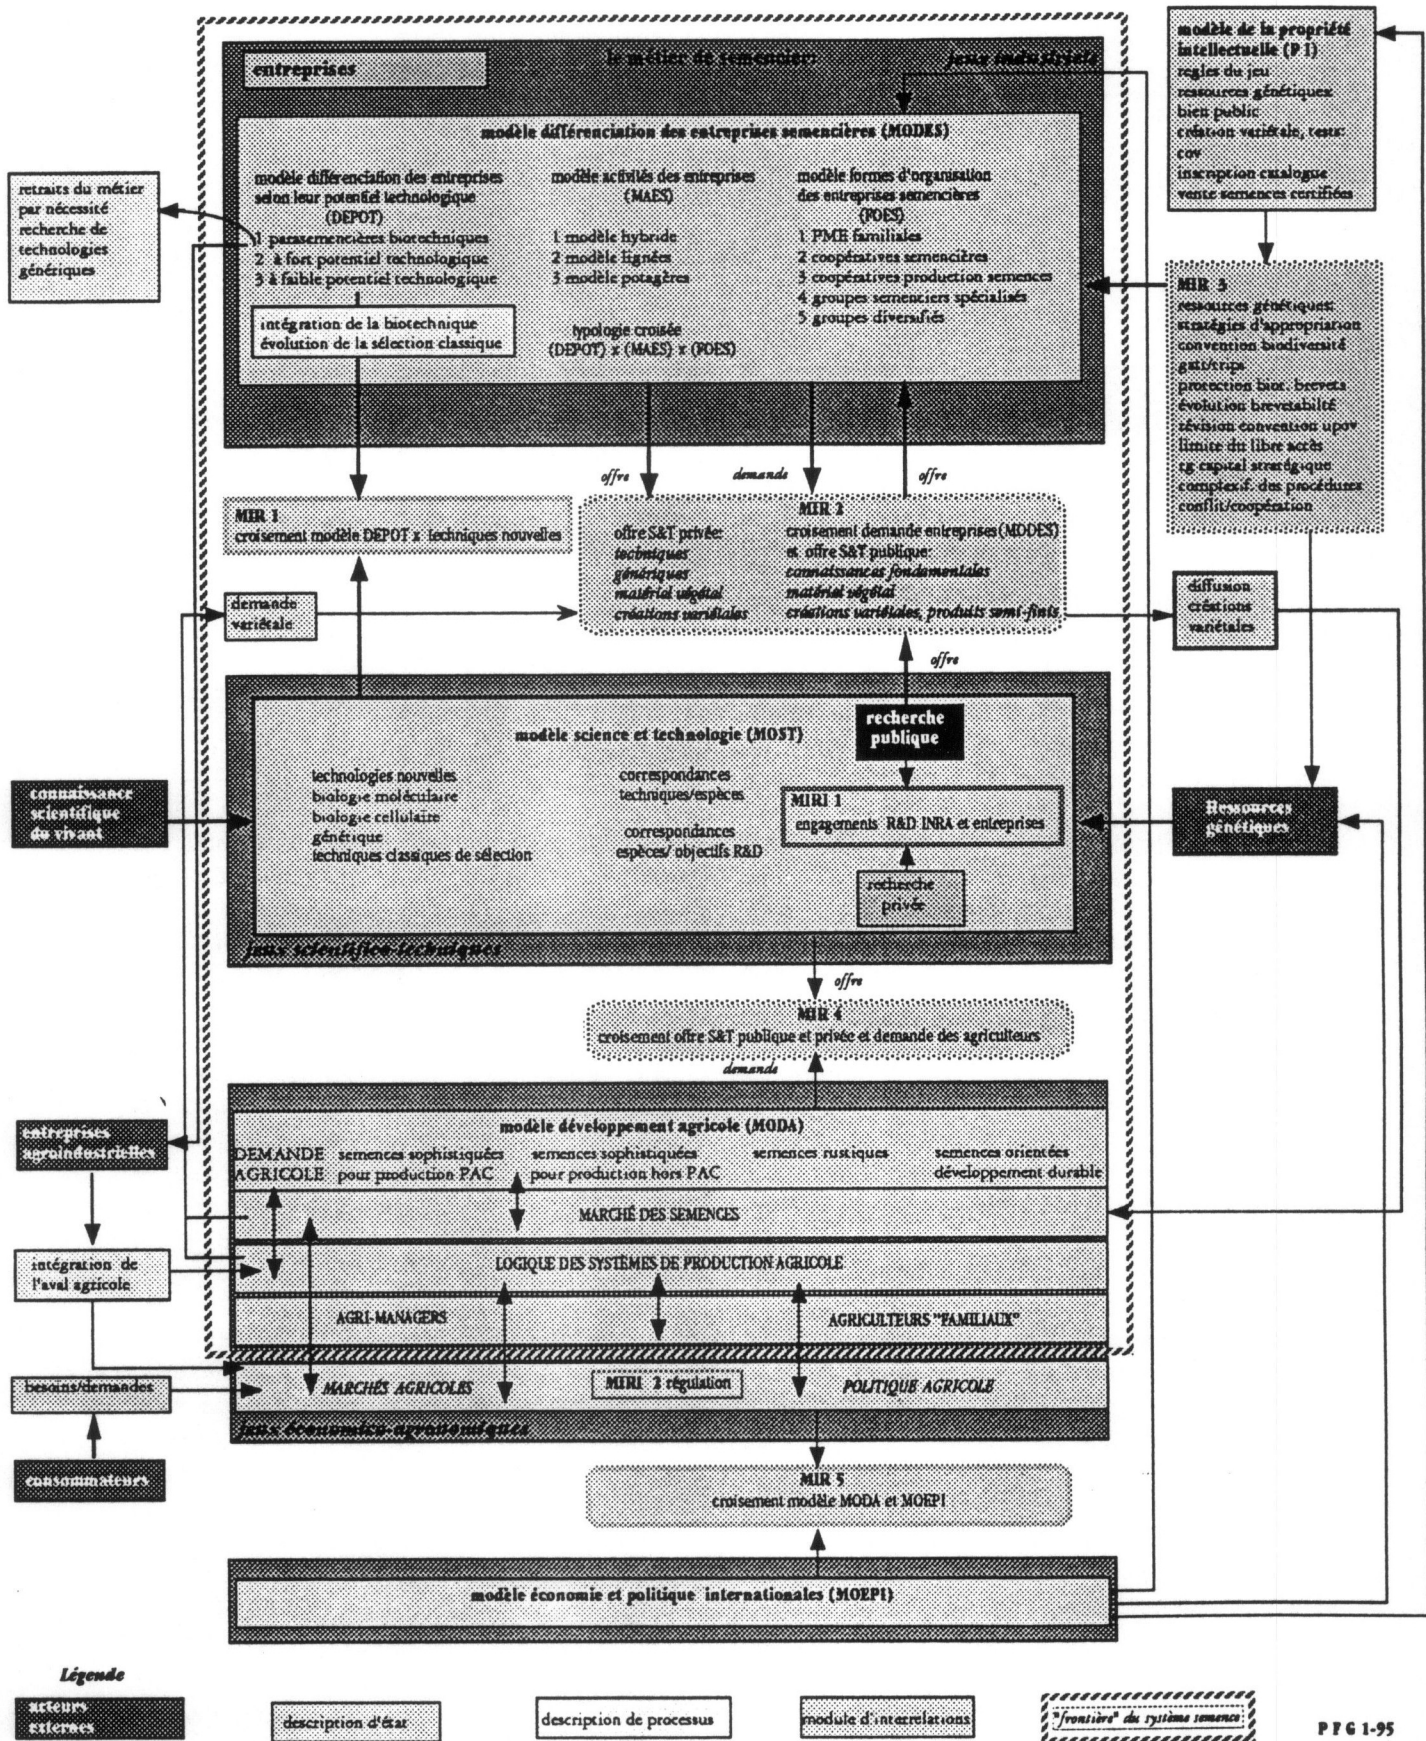 entreprises
le métier de semencier:
jeux industriels
modèle différenciation des entreprises semencières (MODES)
modèle différenciation des entreprises
selon leur potentiel technologique
(DEPOT)
1 parasemencières biotechniques
2 à fort potentiel technologique
3 à faible potentiel technologique
intégration de la biotechnique
évolution de la sélection classique
modèle activités des entreprises
(MAES)
1 modèle hybride
2 modèle lignées
3 modèle potagères
typologie croisée
(DEPOT) x (MAES) x (FOES)
modèle formes d'organisation
des entreprises semencières
(FOES)
1 PME familiales
2 coopératives semencières
3 coopératives production semences
4 groupes semenciers spécialisés
5 groupes diversifiés
retraits du métier
par nécessité
recherche de
technologies
génériques
modèle de la propriété
intellectuelle (P I)
regles du jeu
ressources génétiques:
bien public
création variétale, tests:
cov
inscription catalogue
vente semences certifiées
MIR 3
ressources génétiques:
stratégies d'appropriation
convention biodiversité
gatt/trips
protection biot. brevets
évolution brevetabilté
révision convention upov
limite du libre accès
rg capital stratégique
complexif. des procédures
conflit/coopération
offre
demande
offre
MIR 1
croisement modèle DEPOT x techniques nouvelles
MIR 2
offre S&T privée:
techniques
génériques
matérial végétal
créations variétales
croisement demande entreprises (MODES)
et offre S&T publique:
connaissances fondamentales
matérial végétal
créations variétales, produits semi-finis
demande
variétale
diffusion
créations
variétales
offre
modèle science et technologie (MOST)
recherche
publique
technologies nouvelles
biologie moléculaire
biologie cellulaire
génétique
techniques classiques de sélection
correspondances
techniques/espèces
correspondances
espèces/ objectifs R&D
MIRI 1
engagements R&D INRA et entreprises
recherche
privée
jeux scientifico-techniques
connaissance
scientifique
du vivant
Ressources
génétiques
offre
MIR 4
croisement offre S&T publique et privée et demande des agriculteurs
demande
modèle développement agricole (MODA)
DEMANDE
AGRICOLE
semences sophistiquées
pour production PAC
semences sophistiquées
pour production hors PAC
semences rustiques
semences orientées
développement durable
MARCHÉ DES SEMENCES
LOGIQUE DES SYSTÈMES DE PRODUCTION AGRICOLE
AGRI-MANAGERS
AGRICULTEURS "FAMILIAUX"
MARCHÉS AGRICOLES
MIRI 2 régulation
POLITIQUE AGRICOLE
jeux économico-agronomiques
entreprises
agroindustrielles
intégration de
l'aval agricole
besoins/demandes
consommateurs
MIR 5
croisement modèle MODA et MOEPI
modèle économie et politique internationales (MOEPI)
Légende
acteurs
externes
description d'état
description de processus
module d'interrelations
"frontière" du système semence
P F G 1-95